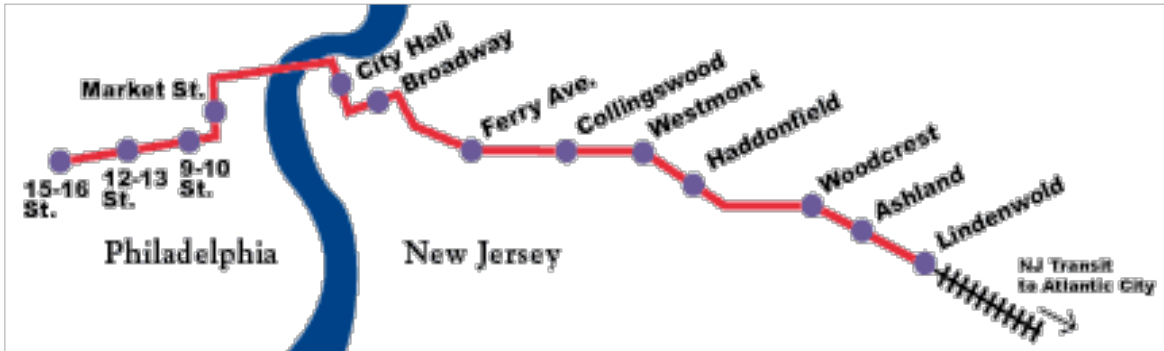 City Hall
Broadway
Market St.
Ferry Ave.
Collingswood
Westmont
Haddonfield
Woodcrest
Ashland
Lindenwold
15-16
St.
12-13
St.
9-10
St.
Philadelphia
New Jersey
NJ Transit
to Atlantic City